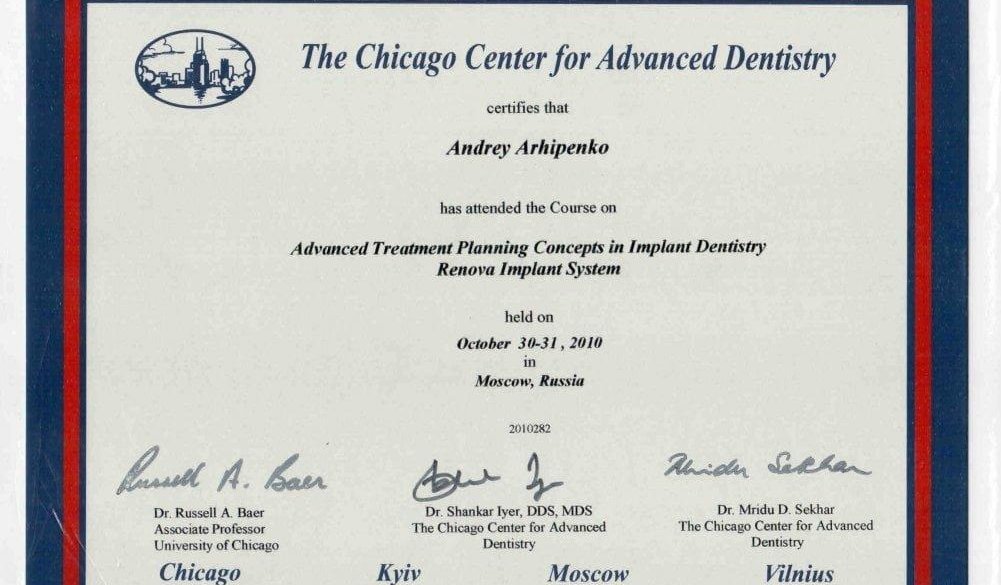 The Chicago Center for Advanced Dentistry
certifies that
Andrey Arhipenko
has attended the Course on
Advanced Treatment Planning Concepts in Implant Dentistry
Renova Implant System
held on
October 30-31, 2010
in
Moscow, Russia
2010282
Russell A. Baer
Mridu Sekhar
Dr. Russell A. Baer
Associate Professor
University of Chicago
Dr. Shankar Iyer, DDS, MDS
The Chicago Center for Advanced
Dentistry
Dr. Mridu D. Sekhar
The Chicago Center for Advanced
Dentistry
Chicago Kyiv Moscow Vilnius